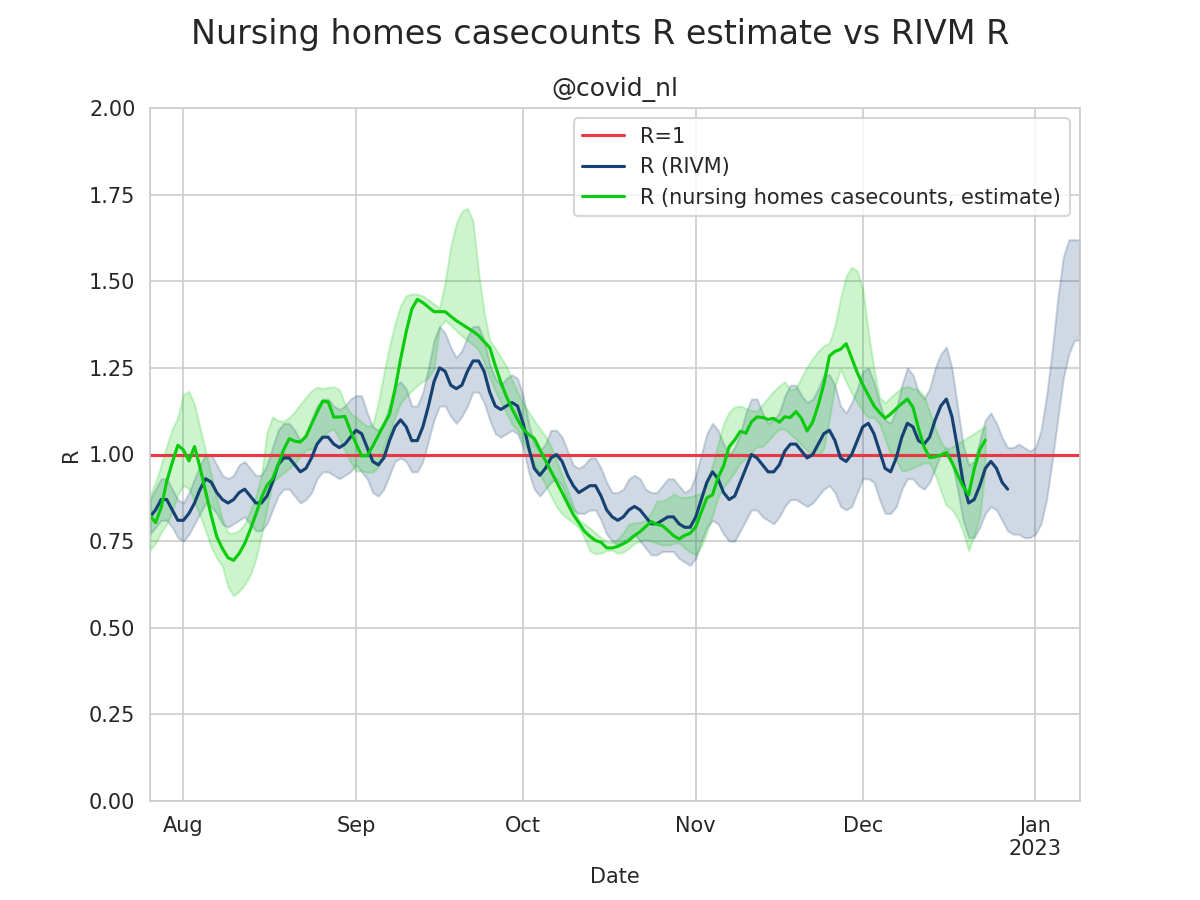 Nursing homes casecounts R estimate vs RIVM R
@covid_nl
2.00
1.75
1.50
1.25
1.00
0.75
0.50
0.25
0.00
R
R=1
R (RIVM)
R (nursing homes casecounts, estimate)
Aug Sep Oct Nov Dec Jan
2023
Date